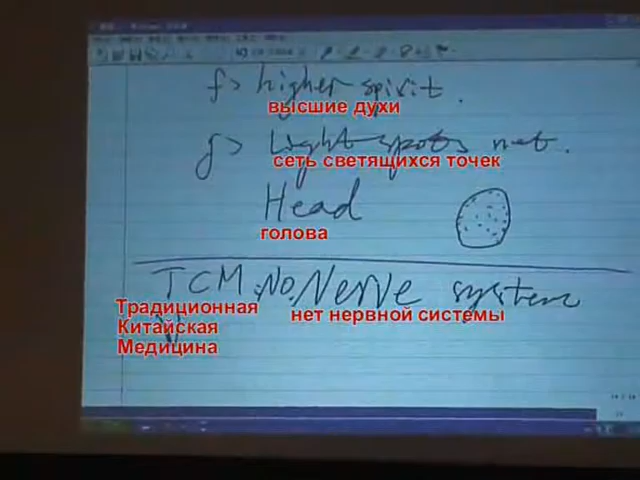 f> higher spirit.
высшие духи
g> Light spots net.
сеть светящихся точек
Head
голова
TCM: No. Nerve system
Традиционная
Китайская
Медицина
нет нервной системы